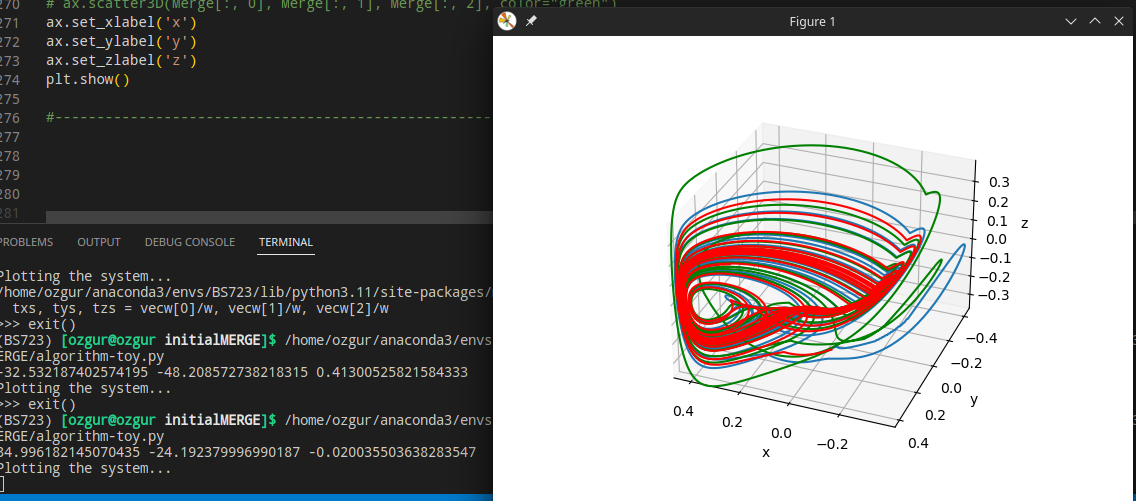 270 # ax.scatter3D(Merge[:, 0], Merge[:, 1], Merge[:, 2], color="green")
271 ax.set_xlabel('x')
272 ax.set_ylabel('y')
273 ax.set_zlabel('z')
274 plt.show()
275
276 #----------------------------------------------------
277
278
279
280
281
PROBLEMS OUTPUT DEBUG CONSOLE TERMINAL
Plotting the system...
/home/ozgur/anaconda3/envs/BS723/lib/python3.11/site-packages/
txs, tys, tzs = vecw[0]/w, vecw[1]/w, vecw[2]/w
>>> exit()
(BS723) [ozgur@ozgur initialMERGE]$ /home/ozgur/anaconda3/envs
ERGE/algorithm-toy.py
-32.532187402574195 -48.208572738218315 0.41300525821584333
Plotting the system...
>>> exit()
(BS723) [ozgur@ozgur initialMERGE]$ /home/ozgur/anaconda3/envs
ERGE/algorithm-toy.py
34.996182145070435 -24.192379996990187 -0.020035503638283547
Plotting the system...
Figure 1
0.3
0.2
0.1
0.0
-0.1
-0.2
-0.3
z
-0.4
-0.2
0.0
0.2
0.4
y
0.4
0.2
0.0
-0.2
x